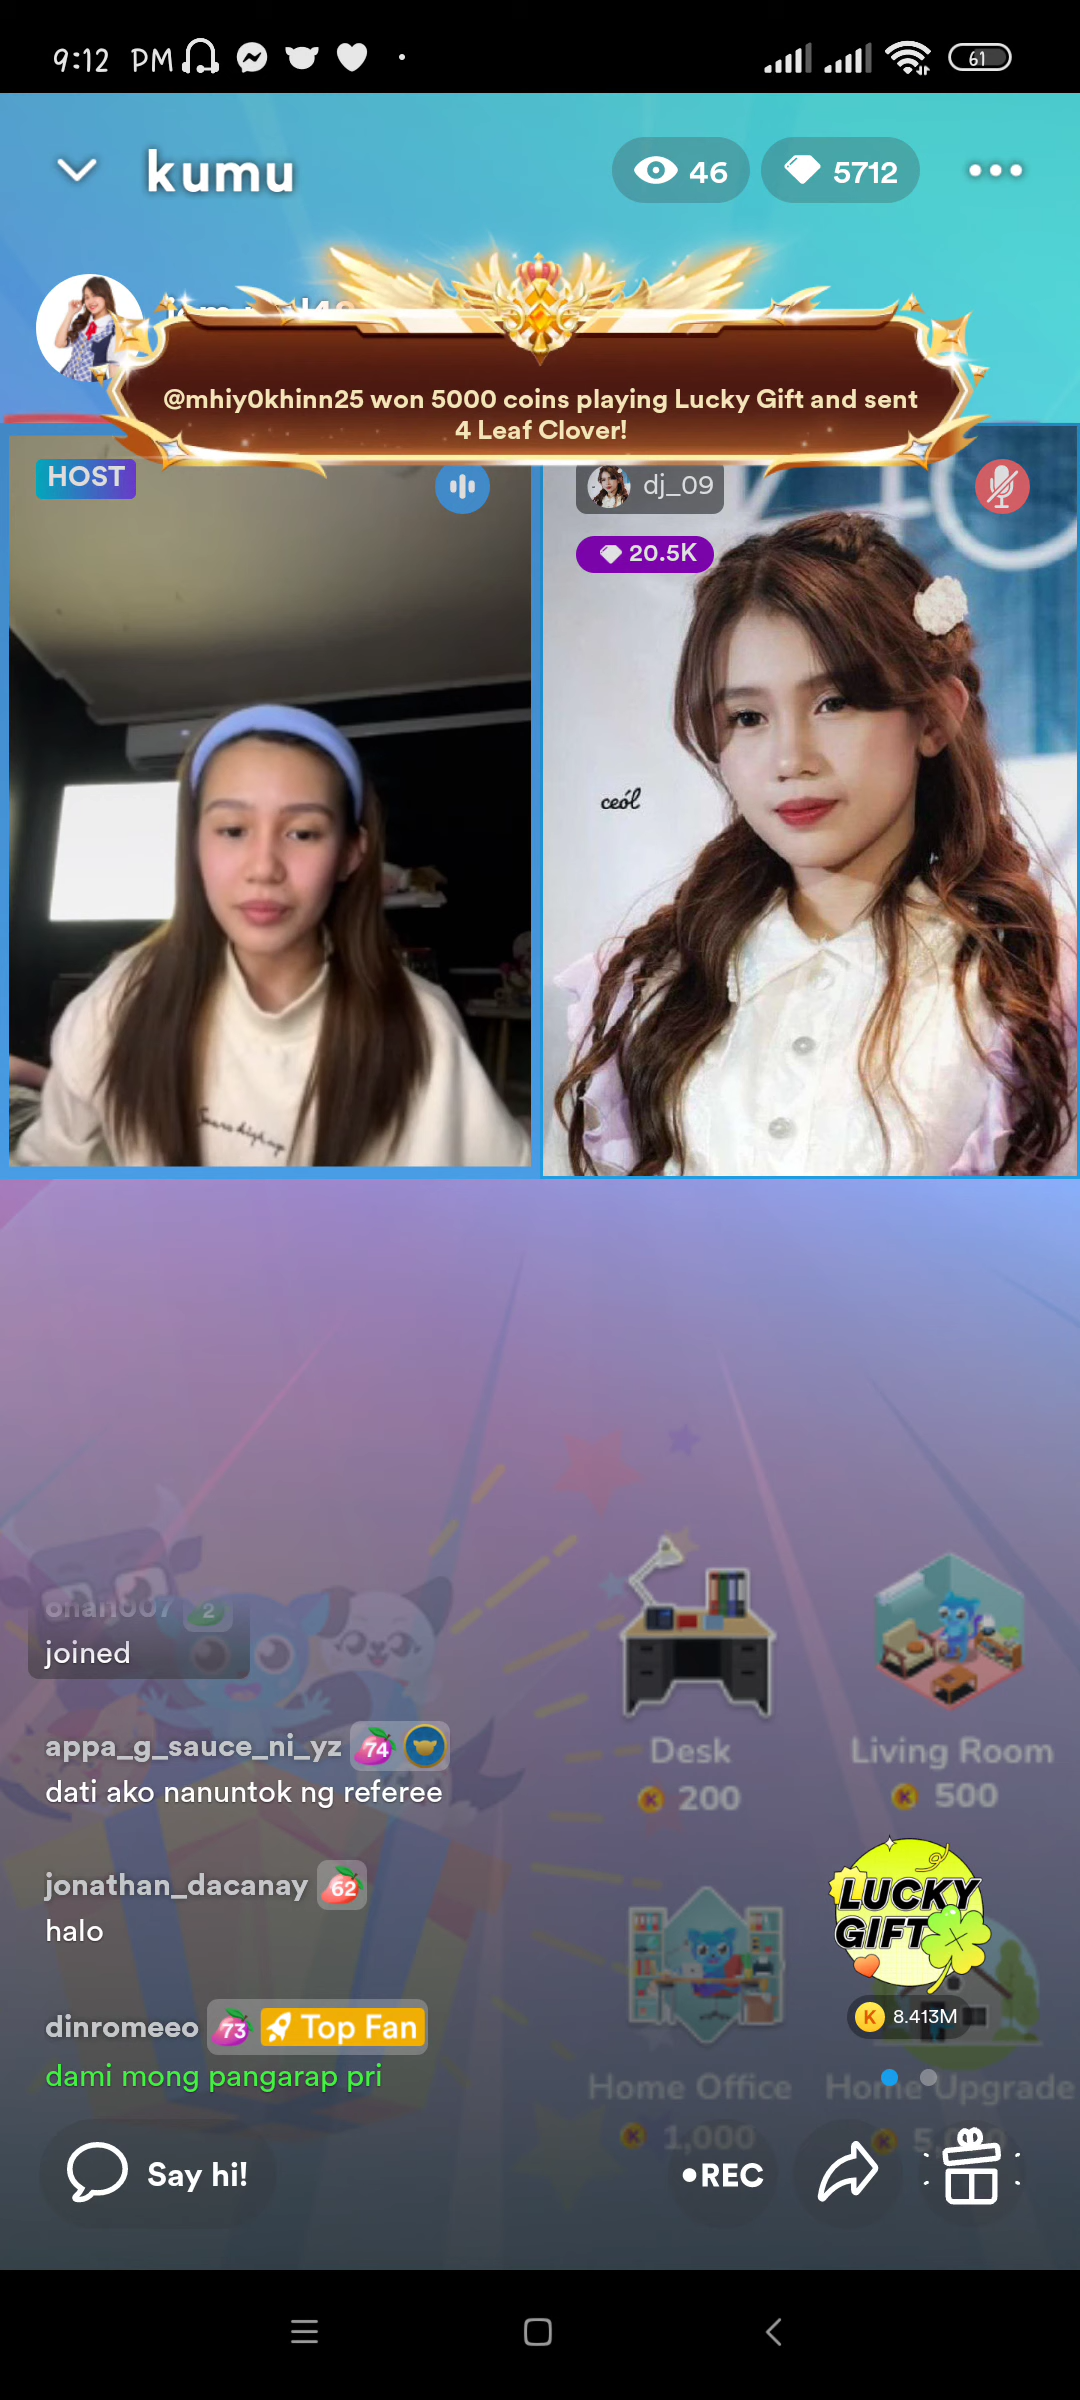 9:12 PM
61
kumu
46
5712
@mhiy0khinn25 won 5000 coins playing Lucky Gift and sent
4 Leaf Clover!
HOST
dj_09
20.5K
ceól
2
joined
appa_g_sauce_ni_yz 74
dati ako nanuntok ng referee
jonathan_dacanay 62
halo
dinromeeo 73 Top Fan
dami mong pangarap pri
Desk
200
Living Room
500
LUCKY
GIFT
K 8.413M
Home Office
1,000
Home Upgrade
Say hi!
REC